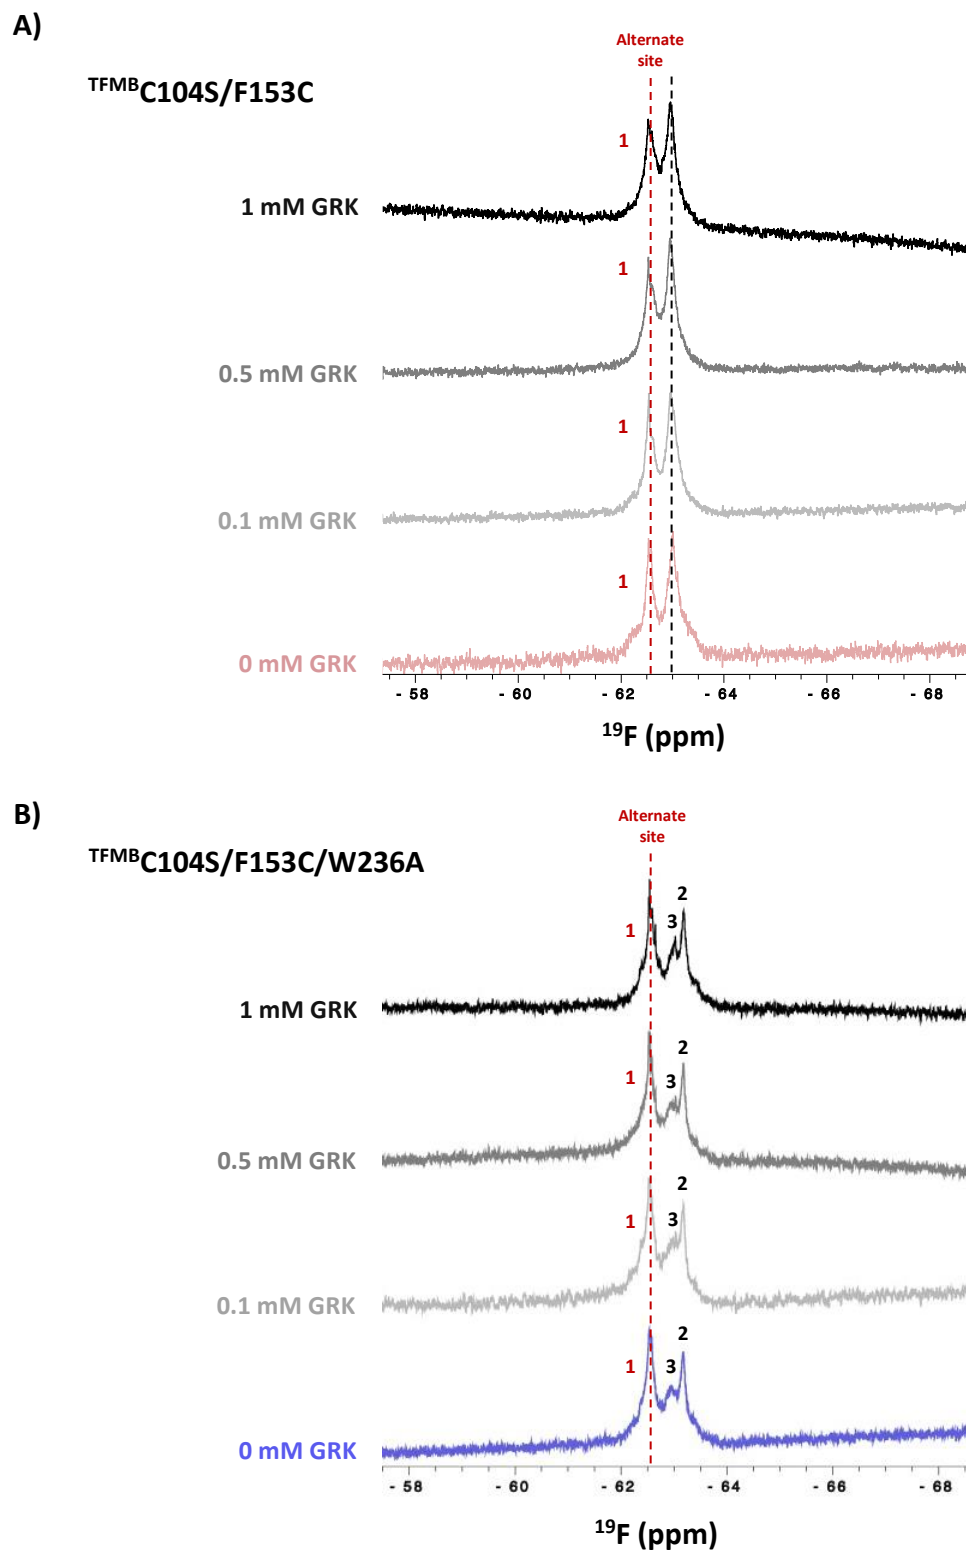 A)
Alternate
site
TFMBC104S/F153C
1
1 mM GRK
1
0.5 mM GRK
1
0.1 mM GRK
1
0 mM GRK
- 58 - 60 - 62 - 64 - 66 - 68
19F (ppm)
B)
Alternate
site
TFMBC104S/F153C/W236A
2
3
1
1 mM GRK
2
3
1
0.5 mM GRK
2
3
1
0.1 mM GRK
2
3
1
0 mM GRK
- 58 - 60 - 62 - 64 - 66 - 68
19F (ppm)